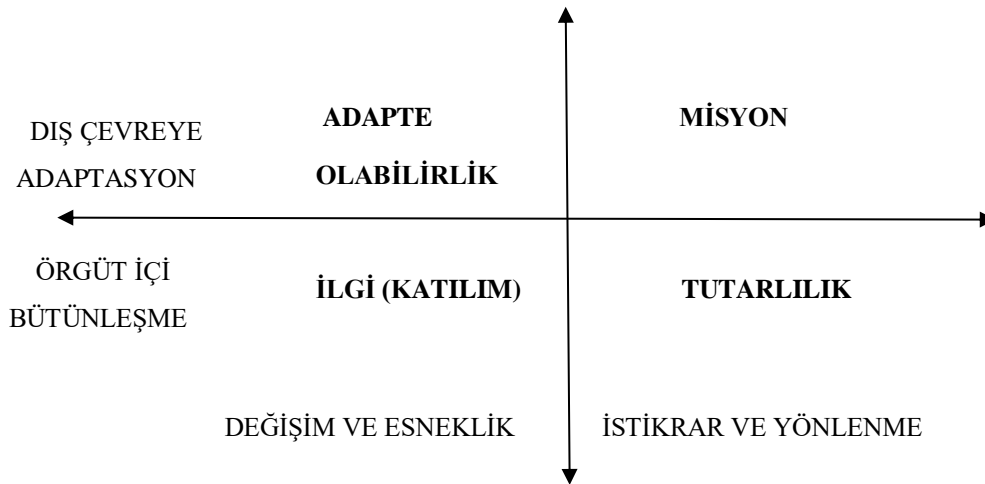 DIŞ ÇEVREYE
ADAPTASYON
ADAPTE
OLABİLİRLİK
MİSYON
ÖRGÜT İÇİ
BÜTÜNLEŞME
İLGİ (KATILIM)
TUTARLILIK
DEĞİŞİM VE ESNEKLİK
İSTİKRAR VE YÖNLENME